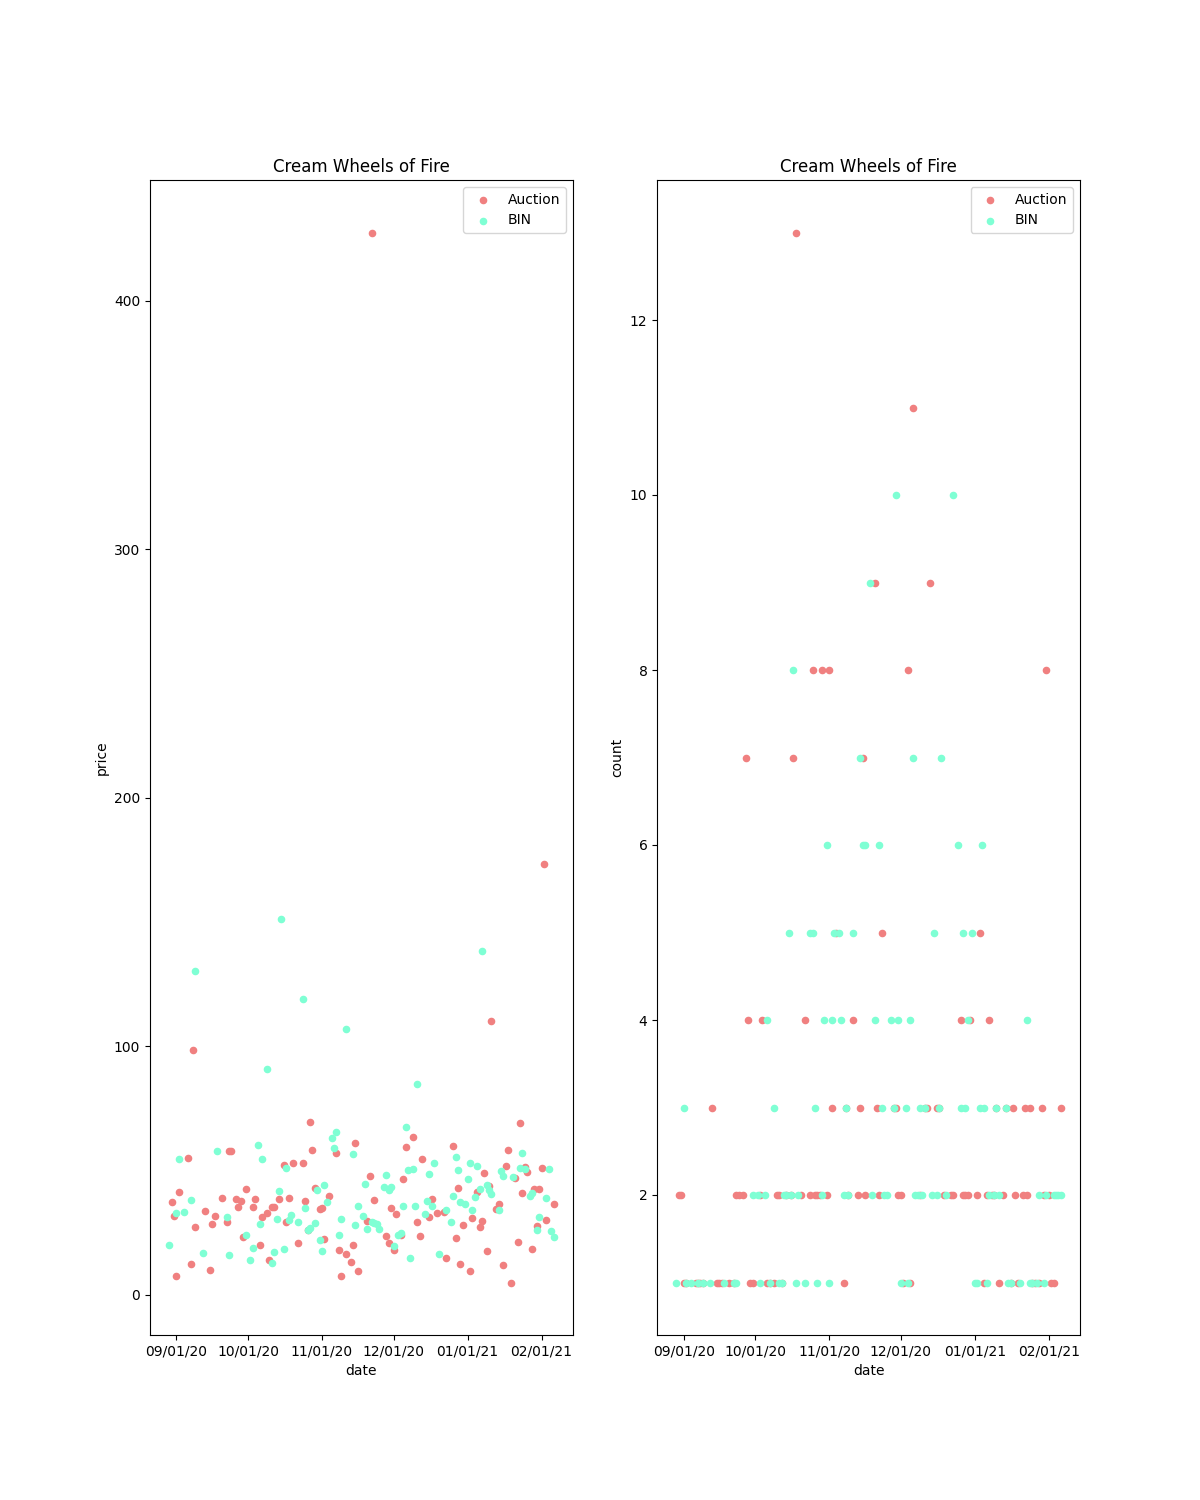 Cream Wheels of Fire
Auction
BIN
400
300
200
100
0
price
09/01/20 10/01/20 11/01/20 12/01/20 01/01/21 02/01/21
date
Cream Wheels of Fire
Auction
BIN
12
10
8
6
4
2
count
09/01/20 10/01/20 11/01/20 12/01/20 01/01/21 02/01/21
date